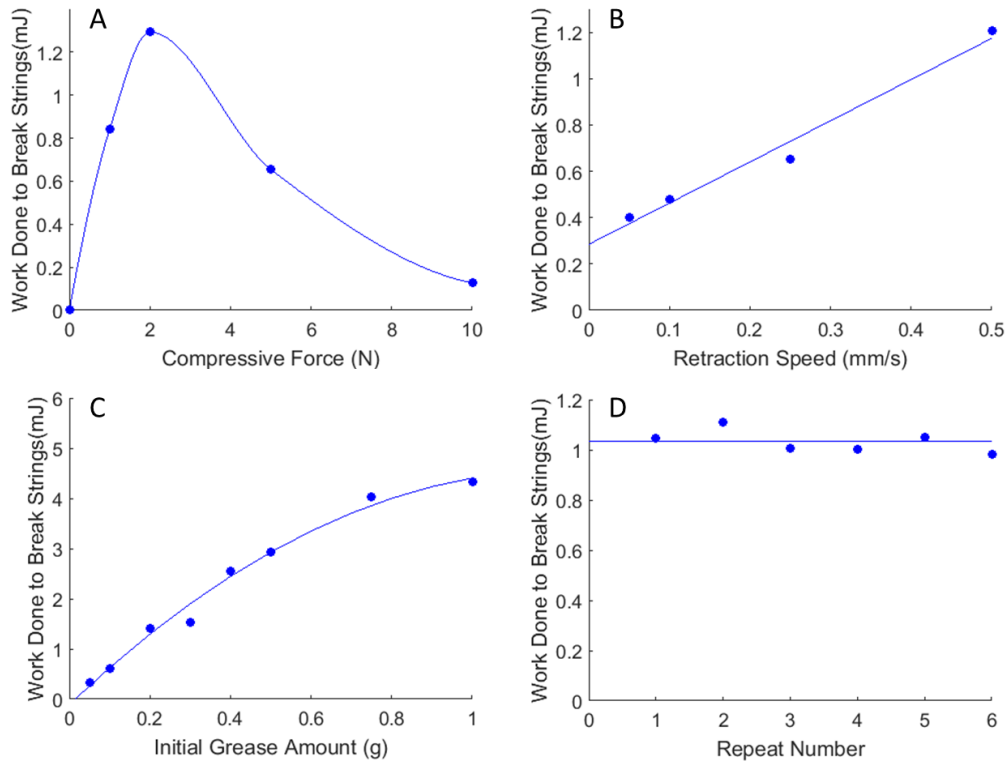 A
Work Done to Break Strings(mJ)
1.2
1
0.8
0.6
0.4
0.2
0
0 2 4 6 8 10
Compressive Force (N)
B
Work Done to Break Strings(mJ)
1.2
1
0.8
0.6
0.4
0.2
0
0 0.1 0.2 0.3 0.4 0.5
Retraction Speed (mm/s)
C
Work Done to Break Strings(mJ)
6
5
4
3
2
1
0
0 0.2 0.4 0.6 0.8 1
Initial Grease Amount (g)
D
Work Done to Break Strings(mJ)
1.2
1
0.8
0.6
0.4
0.2
0
0 1 2 3 4 5 6
Repeat Number